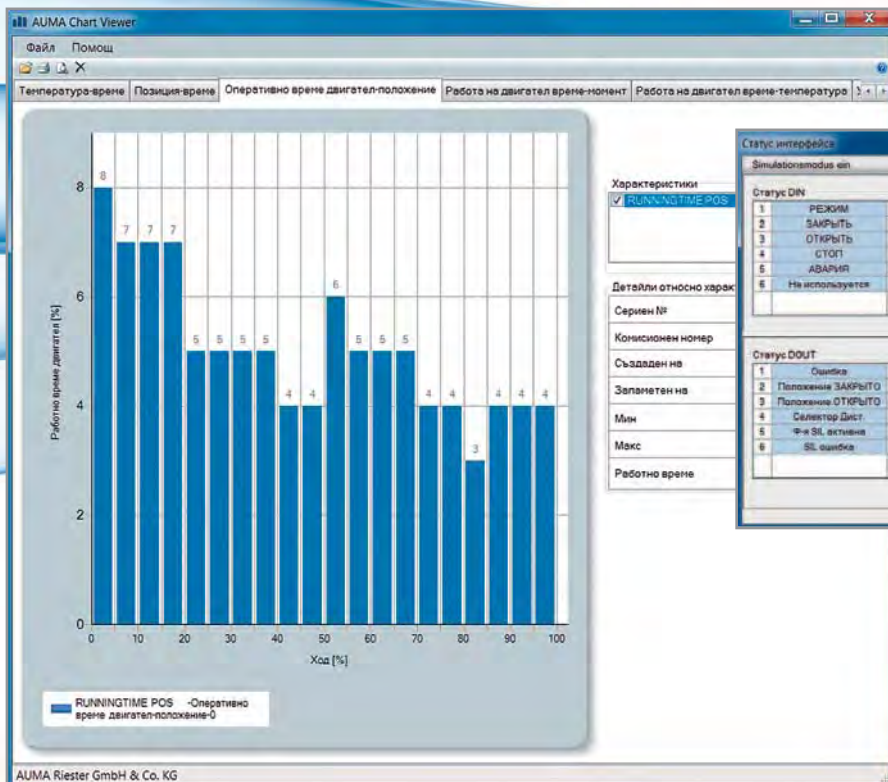 AUMA Chart Viewer
Файл Помощ
Температура-време Позиция-време Оперативно време двигател-положение Работа на двигател време-момент Работа на двигател време-температура
8
6
4
2
0
Работно време двигател [%]
8 7 7 7 5 5 5 5 4 4 6 5 5 5 4 4 3 4 4 4
0 10 20 30 40 50 60 70 80 90 100
Ход [%]
RUNNINGTIME POS -Оперативно
време двигател-положение-0
Характеристики
RUNNINGTIME POS
Детайли относно харак
Сериен №
Комисионен номер
Създаден на
Запаметен на
Мин
Макс
Работно време
Статус интерфейса
Simulationsmodus ein
Статус DIN
1 РЕЖИМ
2 ЗАКРЫТЬ
3 ОТКРЫТЬ
4 СТОП
5 АВАРИЯ
6 Не используется
Статус DOUT
1 Ошибка
2 Положение ЗАКРЫТО
3 Положение ОТКРЫТО
4 Селектор Дист.
5 Ф-я SIL активна
6 SIL ошибка
AUMA Riester GmbH & Co. KG